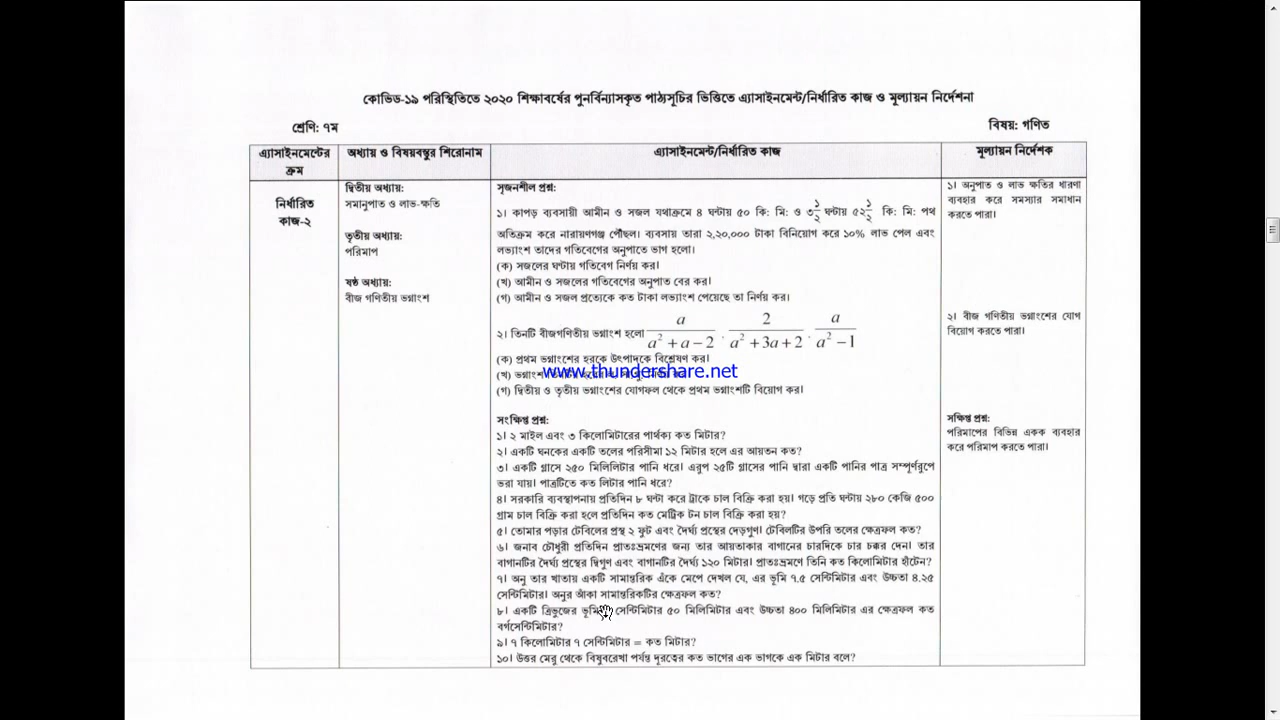 কোভিড-১৯ পরিস্থিতিতে ২০২০ শিক্ষাবর্ষের পুনর্বিন্যাসকৃত পাঠ্যসূচির ভিত্তিতে এ্যাসাইনমেন্ট/নির্ধারিত কাজ ও মূল্যায়ন নির্দেশনা
শ্রেণি: ৭ম
বিষয়: গণিত
এ্যাসাইনমেন্টের
ক্রম
অধ্যায় ও বিষয়বস্তুর শিরোনাম
এ্যাসাইনমেন্ট/নির্ধারিত কাজ
মূল্যায়ন নির্দেশক
নির্ধারিত
কাজ-২
দ্বিতীয় অধ্যায়:
সমানুপাত ও লাভ-ক্ষতি
তৃতীয় অধ্যায়:
পরিমাপ
ষষ্ঠ অধ্যায়:
বীজ গণিতীয় ভগ্নাংশ
সৃজনশীল প্রশ্ন:
১। কাপড় ব্যবসায়ী আমীন ও সজল যথাক্রমে ৪ ঘন্টায় ৫০ কি: মি: ও ৩ ১/২ ঘন্টায় ৫২ ১/২ কি: মি: পথ
অতিক্রম করে নারায়ণগঞ্জ পৌঁছল। ব্যবসায় তারা ২,২০,০০০ টাকা বিনিয়োগ করে ১০% লাভ পেল এবং
লভ্যাংশ তাদের গতিবেগের অনুপাতে ভাগ হলো।
(ক) সজলের ঘন্টায় গতিবেগ নির্ণয় কর।
(খ) আমীন ও সজলের গতিবেগের অনুপাত বের কর।
(গ) আমীন ও সজল প্রত্যেকে কত টাকা লভ্যাংশ পেয়েছে তা নির্ণয় কর।
২। তিনটি বীজগণিতীয় ভগ্নাংশ হলো a/(a²+a−2), 2/(a²+3a+2), a/(a²−1)
(ক) প্রথম ভগ্নাংশের হরকে উৎপাদকে বিশ্লেষণ কর।
(খ)
www.thundershare.net
(গ) দ্বিতীয় ও তৃতীয় ভগ্নাংশের যোগফল থেকে প্রথম ভগ্নাংশটি বিয়োগ কর।
সংক্ষিপ্ত প্রশ্ন:
১। ২ মাইল এবং ৩ কিলোমিটারের পার্থক্য কত মিটার?
২। একটি ঘনকের একটি তলের পরিসীমা ১২ মিটার হলে এর আয়তন কত?
৩। একটি গ্লাসে ২৫০ মিলিলিটার পানি ধরে। এরুপ ২৫টি গ্লাসের পানি দ্বারা একটি পানির পাত্র সম্পূর্ণরুপে
ভরা যায়। পাত্রটিতে কত লিটার পানি ধরে?
৪। সরকারি ব্যবস্থাপনায় প্রতিদিন ৮ ঘন্টা করে ট্রাকে চাল বিক্রি করা হয়। গড়ে প্রতি ঘন্টায় ২৮০ কেজি ৫০০
গ্রাম চাল বিক্রি করা হলে প্রতিদিন কত মেট্রিক টন চাল বিক্রি করা হয়?
৫। তোমার পড়ার টেবিলের প্রস্থ ২ ফুট এবং দৈর্ঘ্য প্রস্থের দেড়গুণ। টেবিলটির উপরি তলের ক্ষেত্রফল কত?
৬। জনাব চৌধুরী প্রতিদিন প্রাতঃভ্রমণের জন্য তার আয়তাকার বাগানের চারদিকে চার চক্কর দেন। তার
বাগানটির দৈর্ঘ্য প্রস্থের দ্বিগুণ এবং বাগানটির দৈর্ঘ্য ১২০ মিটার। প্রাতঃভ্রমণে তিনি কত কিলোমিটার হাঁটেন?
৭। অনু তার খাতায় একটি সামান্তরিক এঁকে মেপে দেখল যে, এর ভূমি ৭.৫ সেন্টিমিটার এবং উচ্চতা ৪.২৫
সেন্টিমিটার। অনুর আঁকা সামান্তরিকটির ক্ষেত্রফল কত?
৮। একটি ত্রিভুজের ভূমি সেন্টিমিটার ৫০ মিলিমিটার এবং উচ্চতা ৪০০ মিলিমিটার এর ক্ষেত্রফল কত
বর্গসেন্টিমিটার?
৯। ৭ কিলোমিটার ৭ সেন্টিমিটার = কত মিটার?
১০। উত্তর মেরু থেকে বিষুবরেখা পর্যন্ত দূরত্বের কত ভাগের এক ভাগকে এক মিটার বলে?
১। অনুপাত ও লাভ ক্ষতির ধারণা
ব্যবহার করে সমস্যার সমাধান
করতে পারা।
২। বীজ গণিতীয় ভগ্নাংশের যোগ
বিয়োগ করতে পারা।
সক্ষিপ্ত প্রশ্ন:
পরিমাপের বিভিন্ন একক ব্যবহার
করে পরিমাপ করতে পারা।